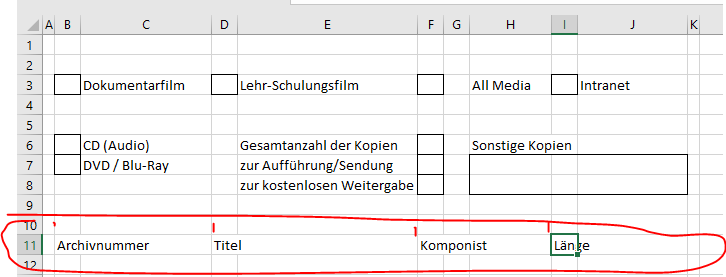 A B C D E F G H I J K
1
2
3 Dokumentarfilm Lehr-Schulungsfilm All Media Intranet
4
5
6 CD (Audio) Gesamtanzahl der Kopien Sonstige Kopien
7 DVD / Blu-Ray zur Aufführung/Sendung
8 zur kostenlosen Weitergabe
9
10
11 Archivnummer Titel Komponist Länge
12